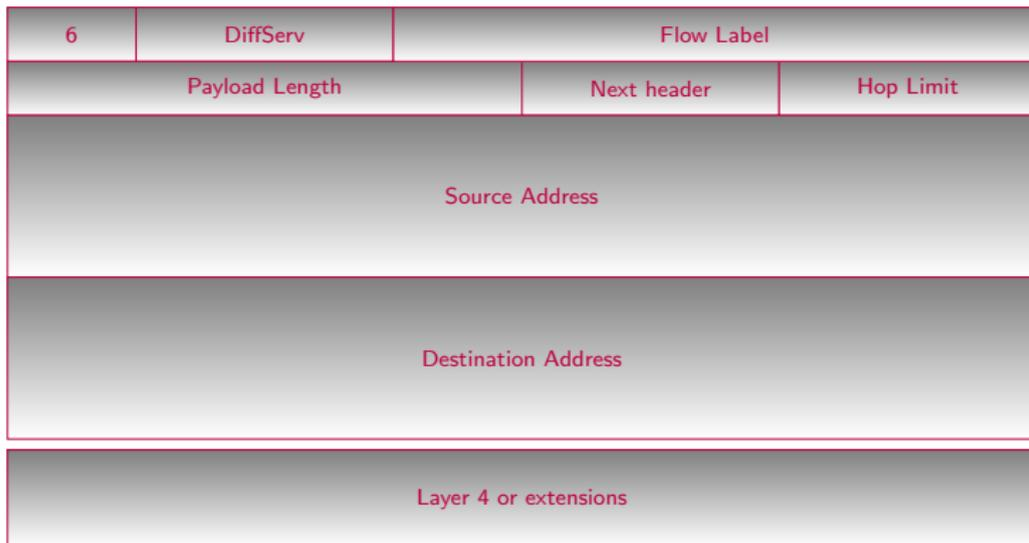 6 DiffServ Flow Label
Payload Length Next header Hop Limit
Source Address
Destination Address
Layer 4 or extensions